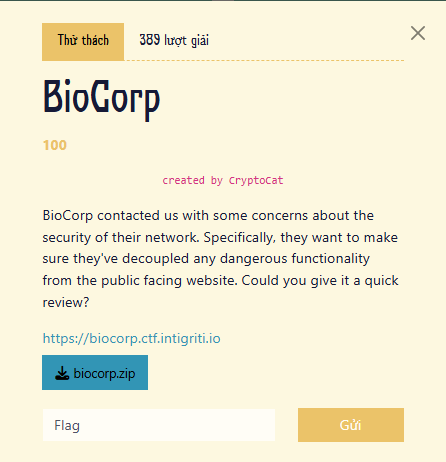 Thử thách
389 lượt giải
BioCorp
100
created by CryptoCat
BioCorp contacted us with some concerns about the
security of their network. Specifically, they want to make
sure they've decoupled any dangerous functionality
from the public facing website. Could you give it a quick
review?
https://biocorp.ctf.intigriti.io
biocorp.zip
Flag
Gửi